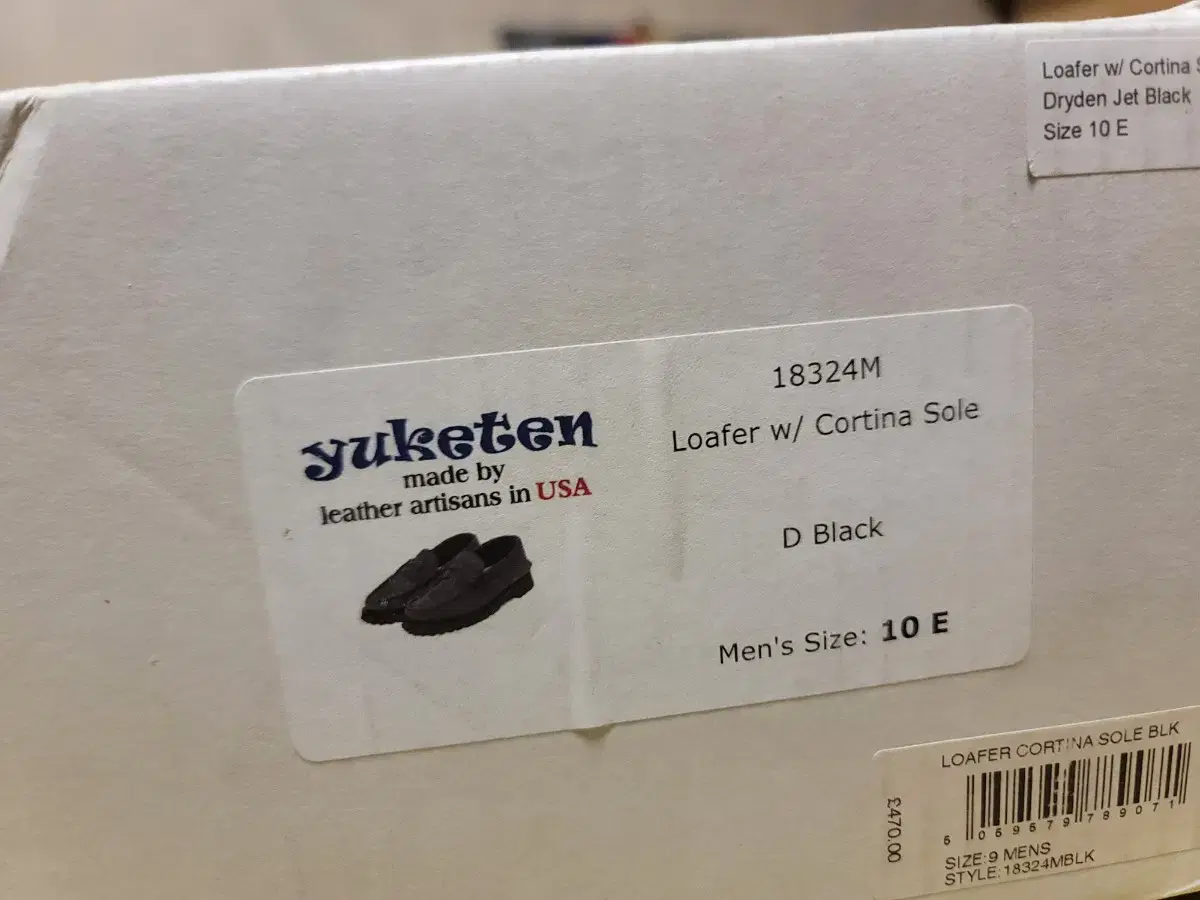 Loafer w/ Cortina
Dryden Jet Black
Size 10 E
yuketen
made by
leather artisans in USA
18324M
Loafer w/ Cortina Sole
D Black
Men's Size: 10 E
LOAFER CORTINA SOLE BLK
£470.00
5 059579 789071
SIZE:9 MENS
STYLE:18324MBLK